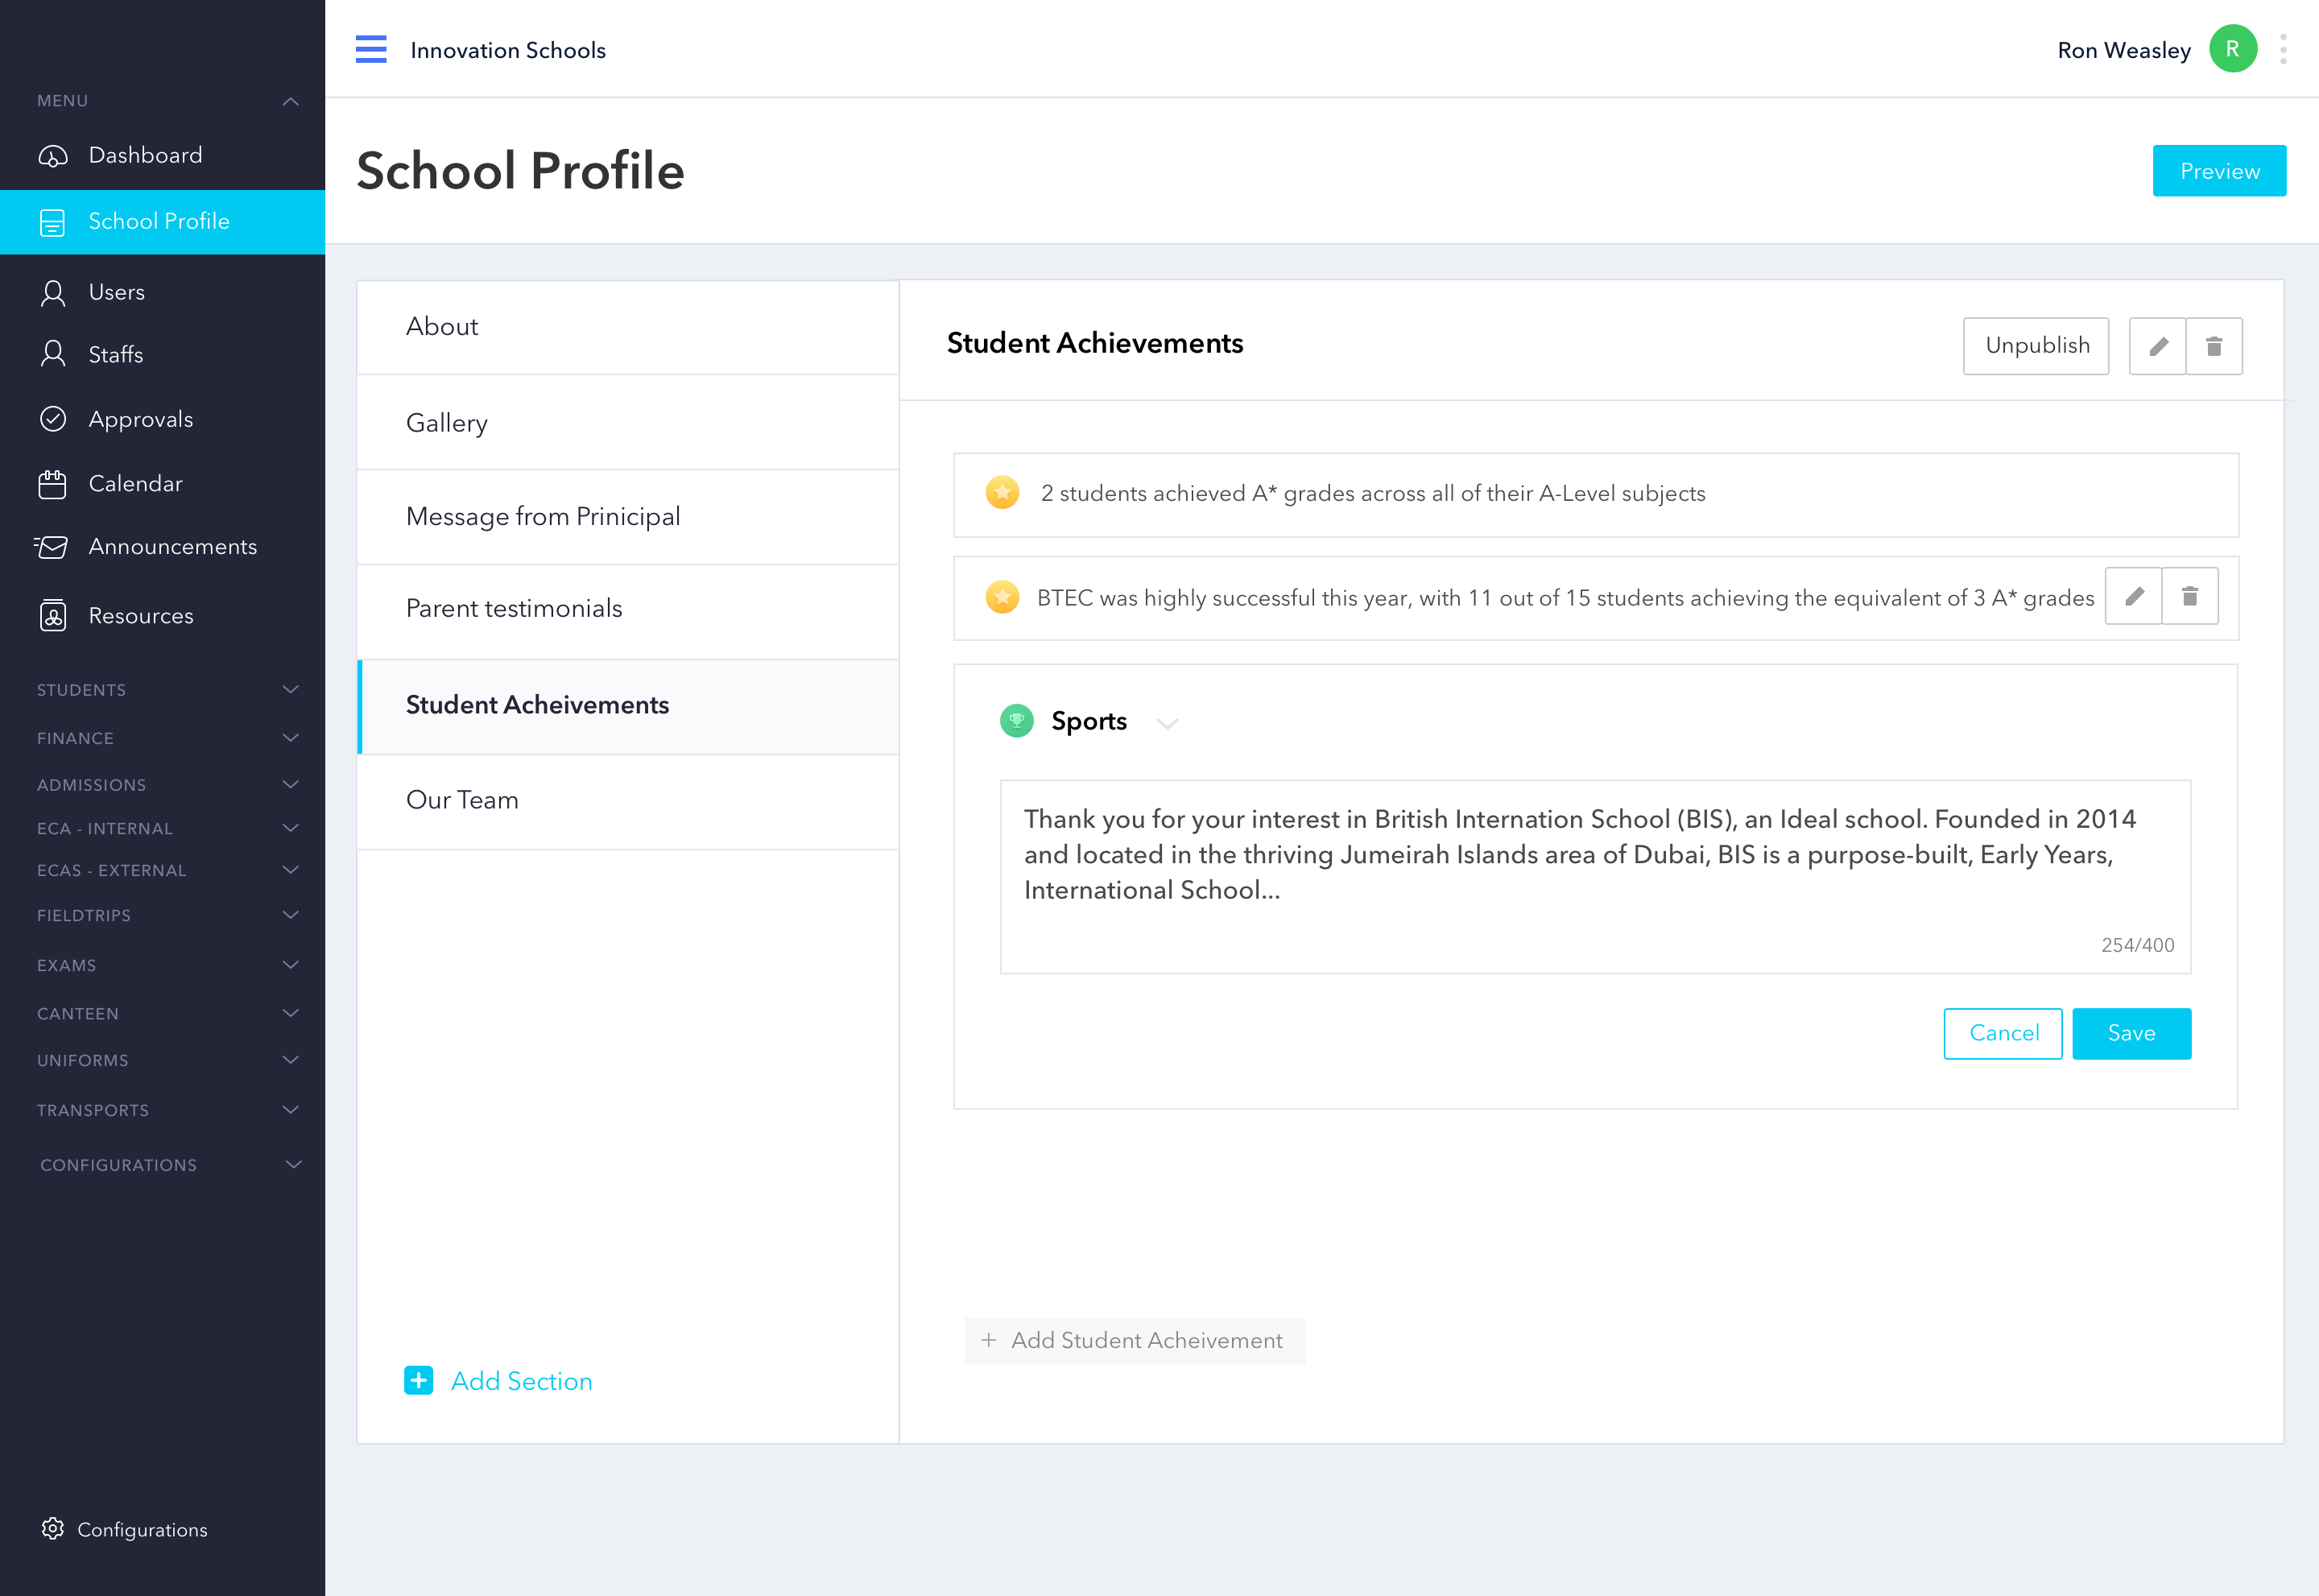 MENU
Dashboard
School Profile
Users
Staffs
Approvals
Calendar
Announcements
Resources
STUDENTS
FINANCE
ADMISSIONS
ECA - INTERNAL
ECAS - EXTERNAL
FIELDTRIPS
EXAMS
CANTEEN
UNIFORMS
TRANSPORTS
CONFIGURATIONS
Configurations
Innovation Schools
Ron Weasley
R
School Profile
Preview
About
Gallery
Message from Prinicipal
Parent testimonials
Student Acheivements
Our Team
Add Section
Student Achievements
Unpublish
2 students achieved A* grades across all of their A-Level subjects
BTEC was highly successful this year, with 11 out of 15 students achieving the equivalent of 3 A* grades
Sports
Thank you for your interest in British Internation School (BIS), an Ideal school. Founded in 2014
and located in the thriving Jumeirah Islands area of Dubai, BIS is a purpose-built, Early Years,
International School...
254/400
Cancel
Save
+ Add Student Acheivement